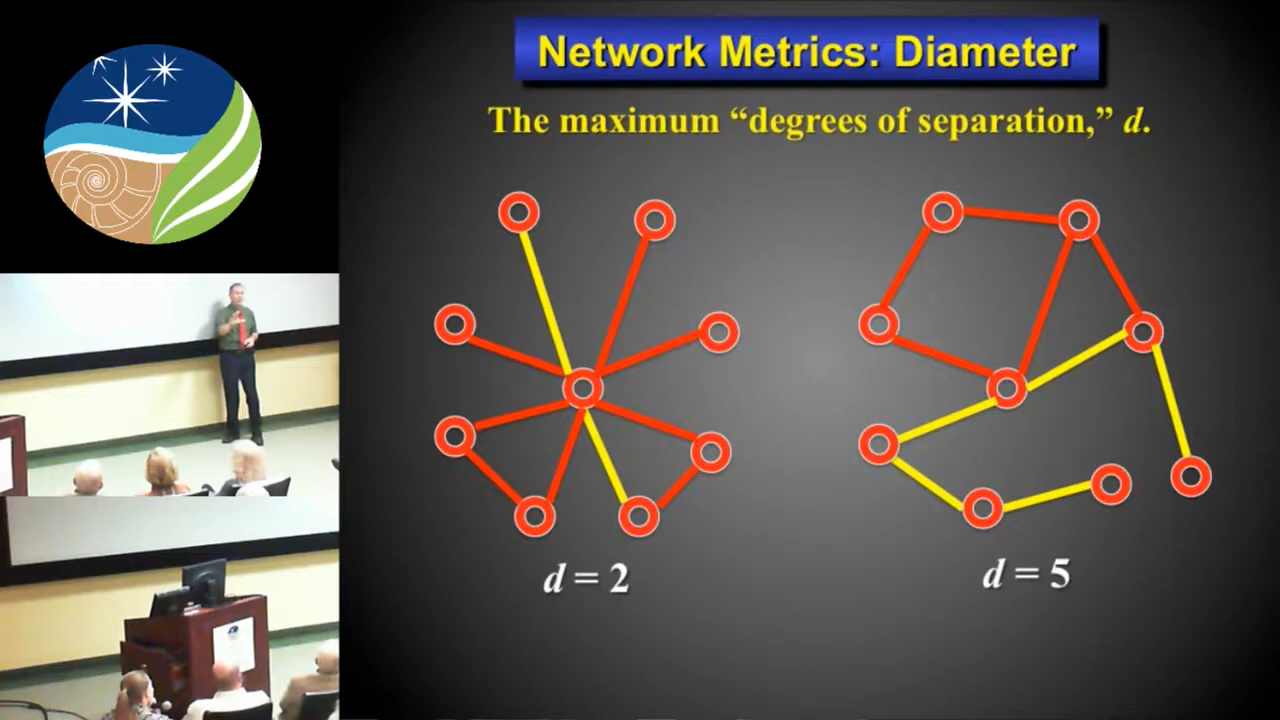 Network Metrics: Diameter
The maximum “degrees of separation,” d.
d = 2
d = 5